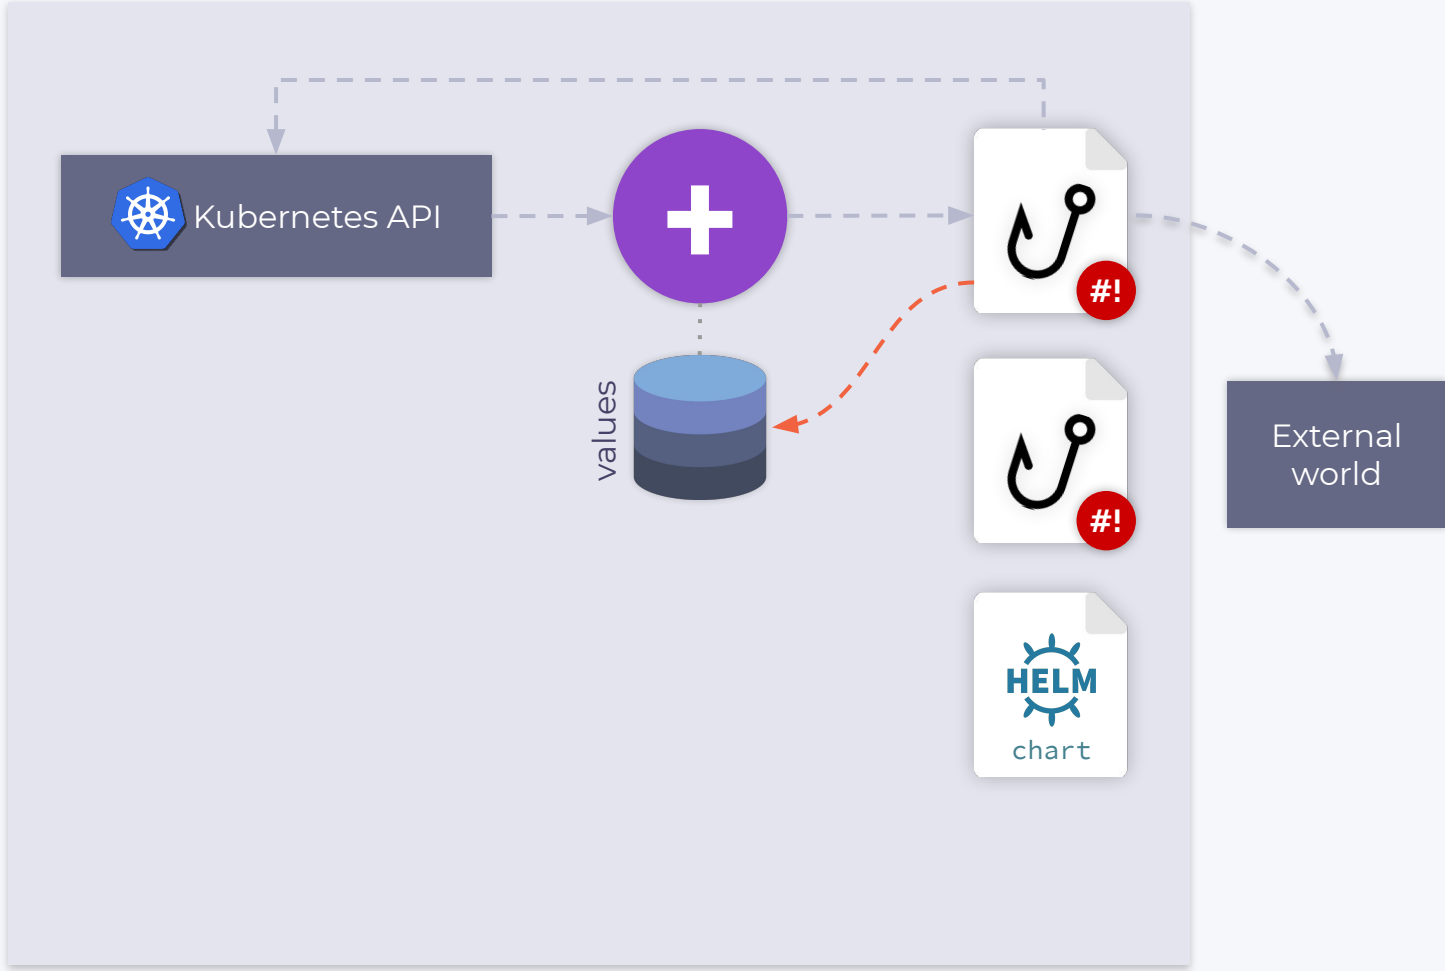 Kubernetes API
#!
values
External
world
#!
HELM
chart